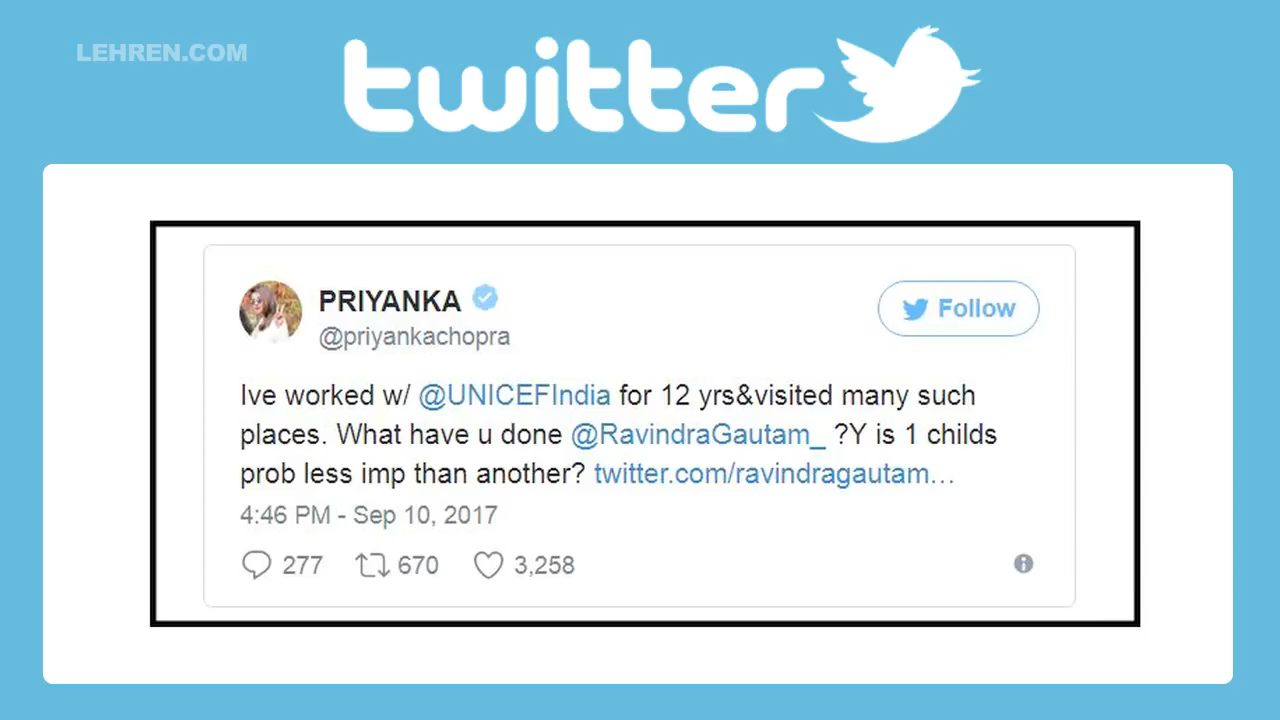 LEHREN.COM
twitter
PRIYANKA
@priyankachopra
Follow
Ive worked w/ @UNICEFIndia for 12 yrs&visited many such
places. What have u done @RavindraGautam_ ?Y is 1 childs
prob less imp than another? twitter.com/ravindragautam…
4:46 PM - Sep 10, 2017
277 670 3,258